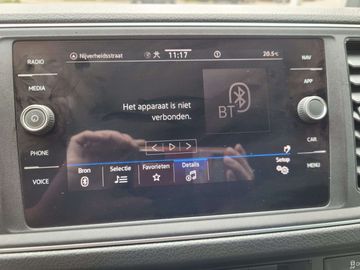 RADIO
Nijverheidsstraat
11:17
20.5°C
NAV
MEDIA
APP
BT
Het apparaat is niet
verbonden.
PHONE
CAR
Bron
Selectie
Favorieten
Details
Setup
VOICE
MENU